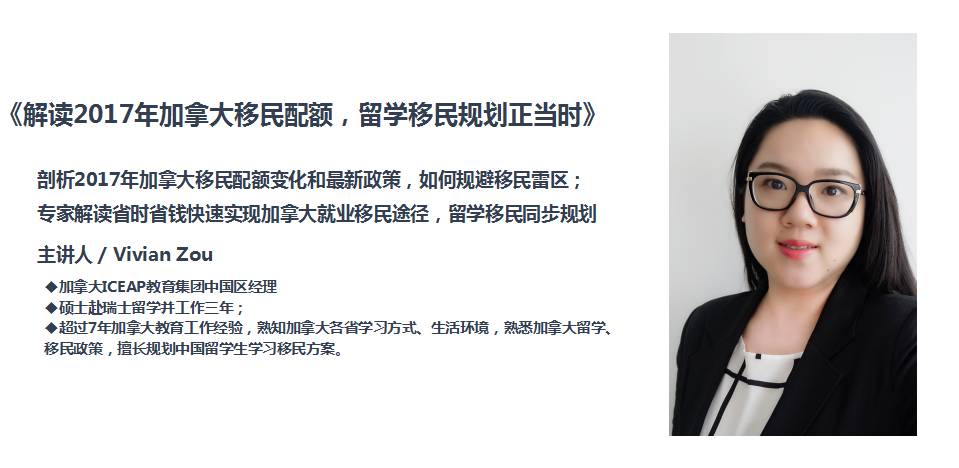 《解读2017年加拿大移民配额，留学移民规划正当时》
剖析2017年加拿大移民配额变化和最新政策，如何规避移民雷区；
专家解读省时省钱快速实现加拿大就业移民途径，留学移民同步规划
主讲人 / Vivian Zou
◆加拿大ICEAP教育集团中国区经理
◆硕士赴瑞士留学并工作三年；
◆超过7年加拿大教育工作经验，熟知加拿大各省学习方式、生活环境，熟悉加拿大留学、
移民政策，擅长规划中国留学生学习移民方案。